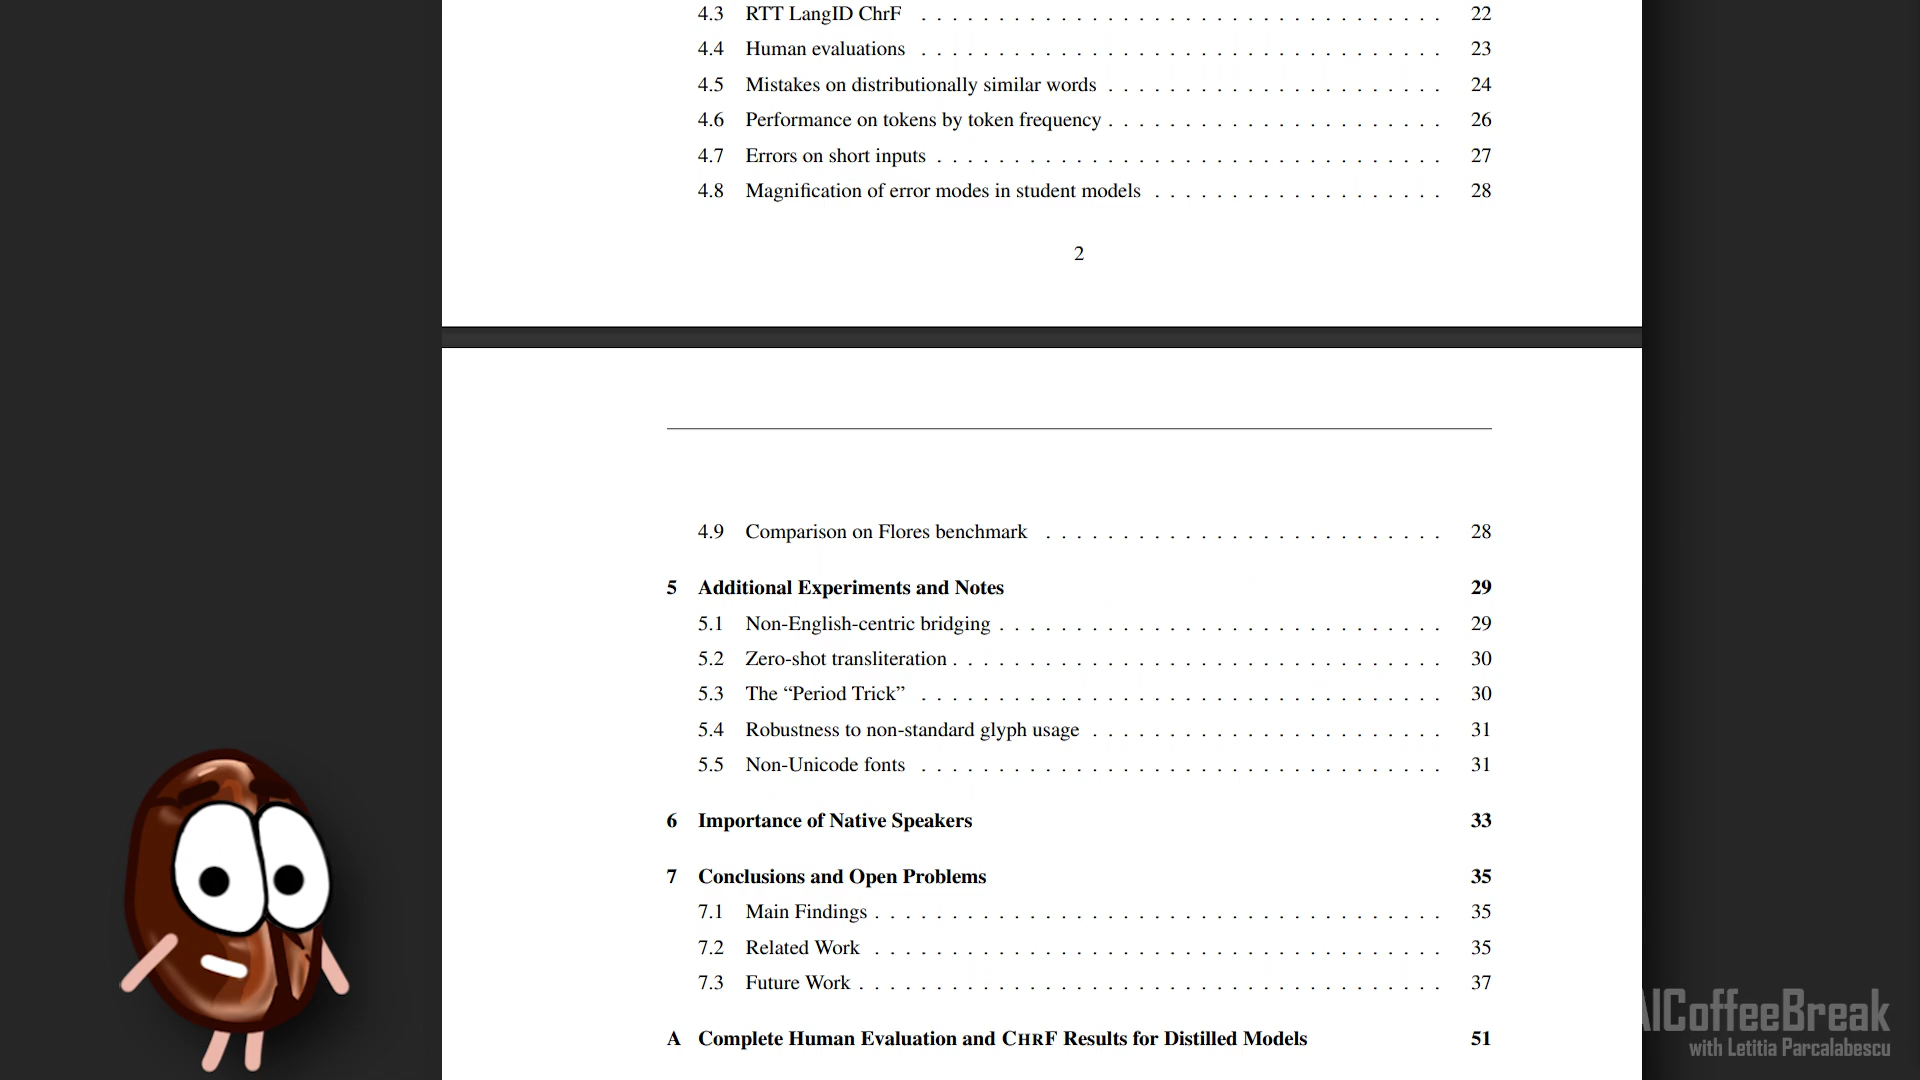 4.3 RTT LangID ChrF . . . . . . . . . . . . . . . . . . . . . . . . . . . . . . . . . . 22
4.4 Human evaluations . . . . . . . . . . . . . . . . . . . . . . . . . . . . . . . . . . 23
4.5 Mistakes on distributionally similar words . . . . . . . . . . . . . . . . . . . . . . 24
4.6 Performance on tokens by token frequency . . . . . . . . . . . . . . . . . . . . . . 26
4.7 Errors on short inputs . . . . . . . . . . . . . . . . . . . . . . . . . . . . . . . . . 27
4.8 Magnification of error modes in student models . . . . . . . . . . . . . . . . . . . 28
2
4.9 Comparison on Flores benchmark . . . . . . . . . . . . . . . . . . . . . . . . . . 28
5 Additional Experiments and Notes 29
5.1 Non-English-centric bridging . . . . . . . . . . . . . . . . . . . . . . . . . . . . . 29
5.2 Zero-shot transliteration . . . . . . . . . . . . . . . . . . . . . . . . . . . . . . . . 30
5.3 The “Period Trick” . . . . . . . . . . . . . . . . . . . . . . . . . . . . . . . . . . 30
5.4 Robustness to non-standard glyph usage . . . . . . . . . . . . . . . . . . . . . . . 31
5.5 Non-Unicode fonts . . . . . . . . . . . . . . . . . . . . . . . . . . . . . . . . . . 31
6 Importance of Native Speakers 33
7 Conclusions and Open Problems 35
7.1 Main Findings . . . . . . . . . . . . . . . . . . . . . . . . . . . . . . . . . . . . . 35
7.2 Related Work . . . . . . . . . . . . . . . . . . . . . . . . . . . . . . . . . . . . . 35
7.3 Future Work . . . . . . . . . . . . . . . . . . . . . . . . . . . . . . . . . . . . . . 37
A Complete Human Evaluation and CHRF Results for Distilled Models 51
AICoffeeBreak
with Letitia Parcalabescu